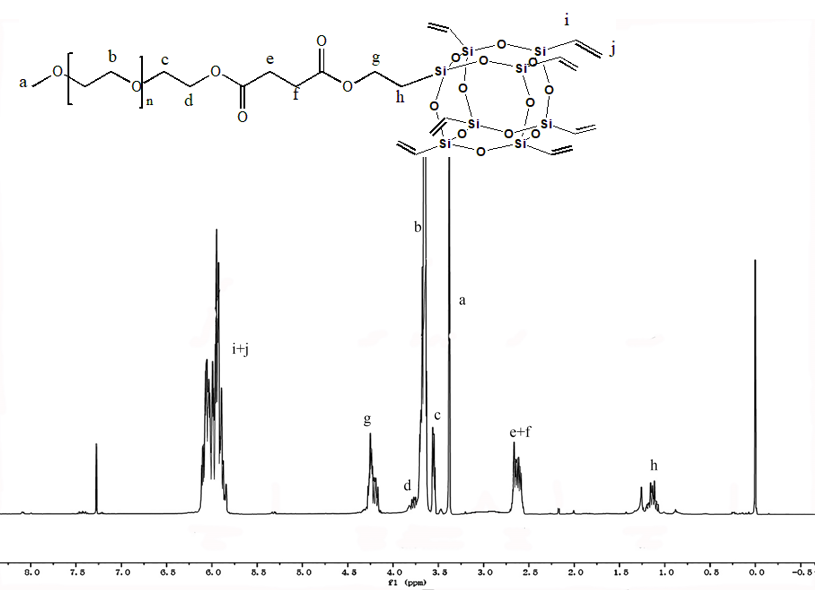 i
Si O Si j
O O
b c e O g Si O Si
a O O n O O h O O O O
d O f
Si O Si
O O
Si O Si
b
a
i+j
g
c
e+f
d
h
8.0 7.5 7.0 6.5 6.0 5.5 5.0 4.5 4.0 3.5 3.0 2.5 2.0 1.5 1.0 0.5 0.0 -0.5
f1 (ppm)